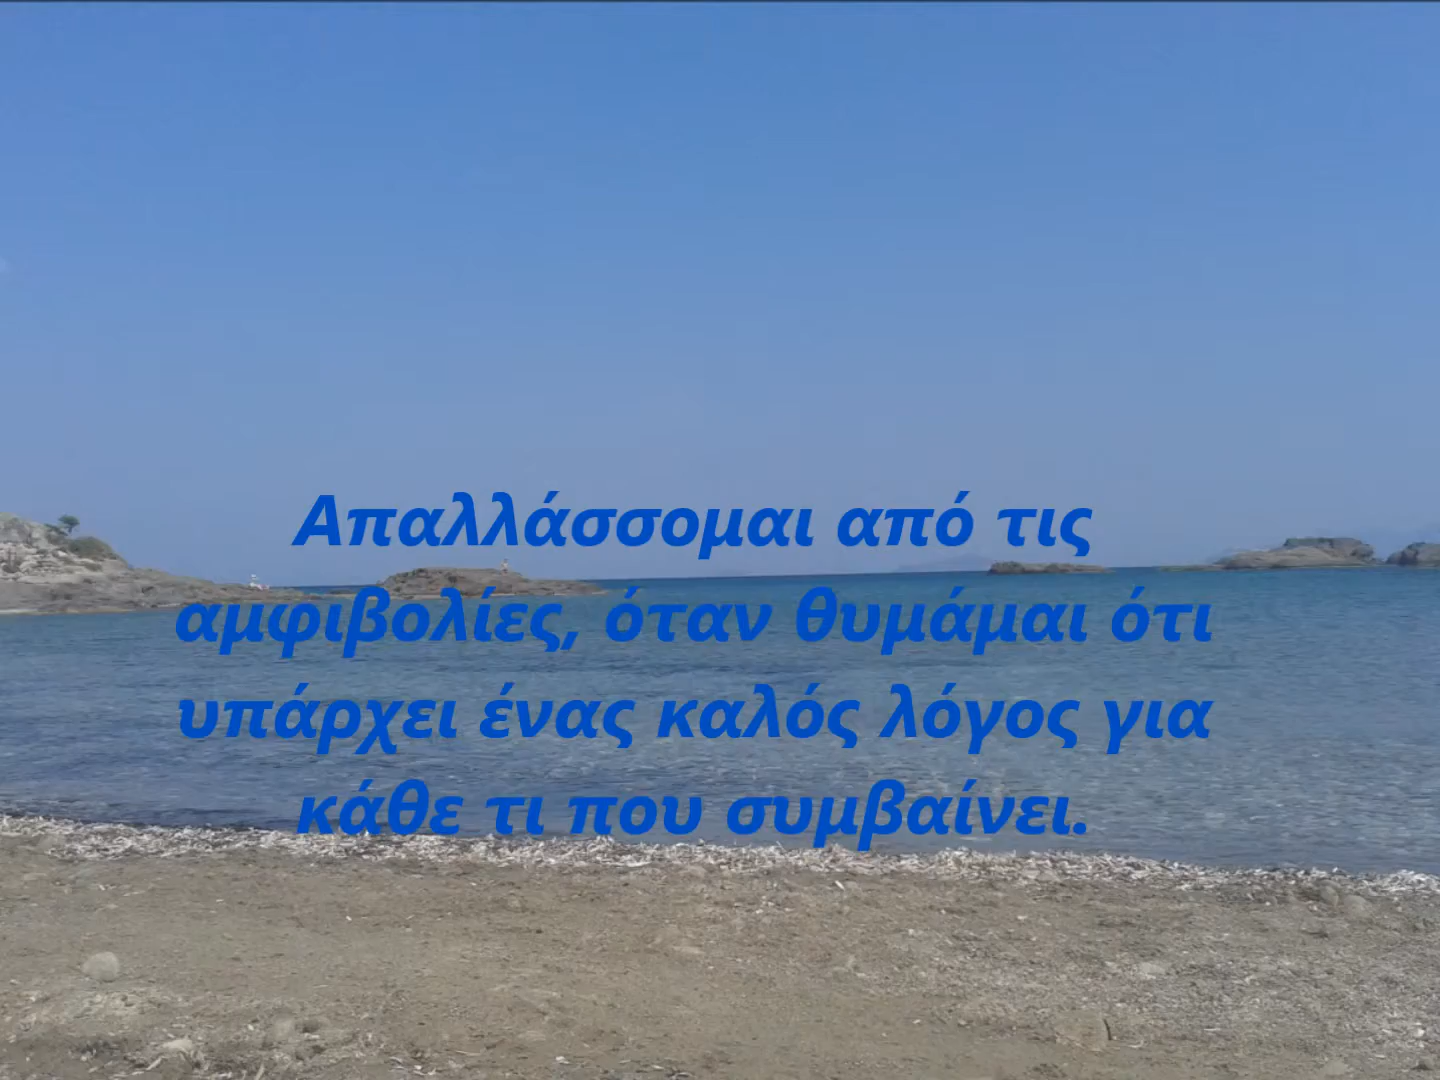 Απαλλάσσομαι από τις
αμφιβολίες, όταν θυμάμαι ότι
υπάρχει ένας καλός λόγος για
κάθε τι που συμβαίνει.